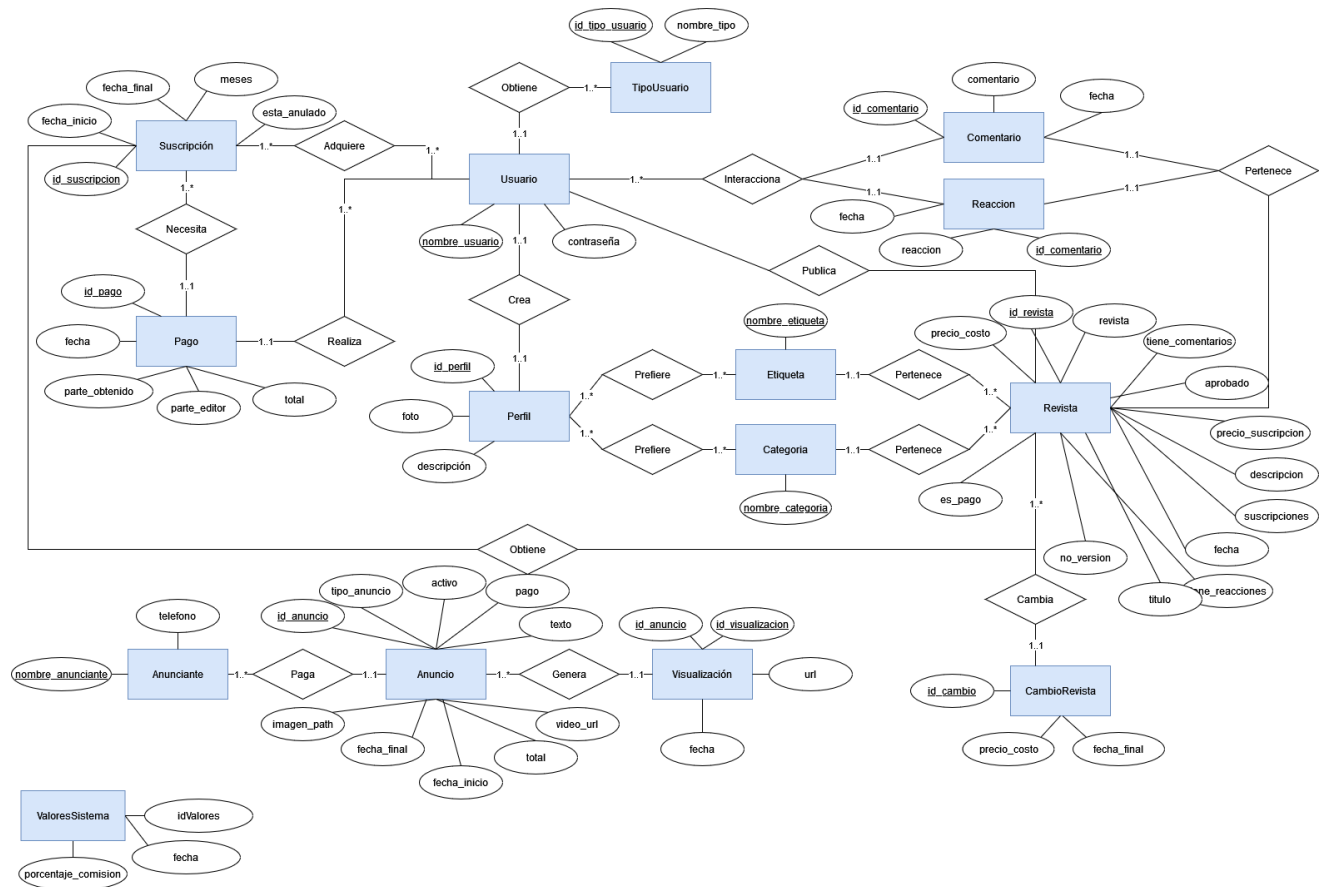 id_tipo_usuario
nombre_tipo
TipoUsuario
Obtiene
1..*
1..1
meses
fecha_final
esta_anulado
fecha_inicio
Suscripción
id_suscripcion
1..*
Adquiere
1..*
Usuario
nombre_usuario
contraseña
comentario
fecha
id_comentario
Comentario
1..*
Interacciona
1..1
1..1
1..1
1..1
Pertenece
Reaccion
fecha
reaccion
id_comentario
1..*
Necesita
1..1
1..*
1..1
Crea
1..1
Publica
id_pago
fecha
Pago
1..1
Realiza
parte_obtenido
parte_editor
total
id_perfil
foto
Perfil
descripción
nombre_etiqueta
Prefiere
1..*
1..*
Etiqueta
1..1
Pertenece
1..*
1..*
Prefiere
1..*
Categoria
1..1
Pertenece
1..*
nombre_categoria
id_revista
revista
precio_costo
tiene_comentarios
aprobado
Revista
precio_suscripcion
descripcion
suscripciones
fecha
es_pago
no_version
titulo
ne_reacciones
1..*
Obtiene
Cambia
1..1
CambioRevista
id_cambio
precio_costo
fecha_final
telefono
nombre_anunciante
Anunciante
1..*
Paga
1..1
activo
tipo_anuncio
pago
id_anuncio
texto
Anuncio
imagen_path
video_url
fecha_final
total
fecha_inicio
1..*
Genera
1..1
id_anuncio
id_visualizacion
Visualización
url
fecha
ValoresSistema
idValores
fecha
porcentaje_comision